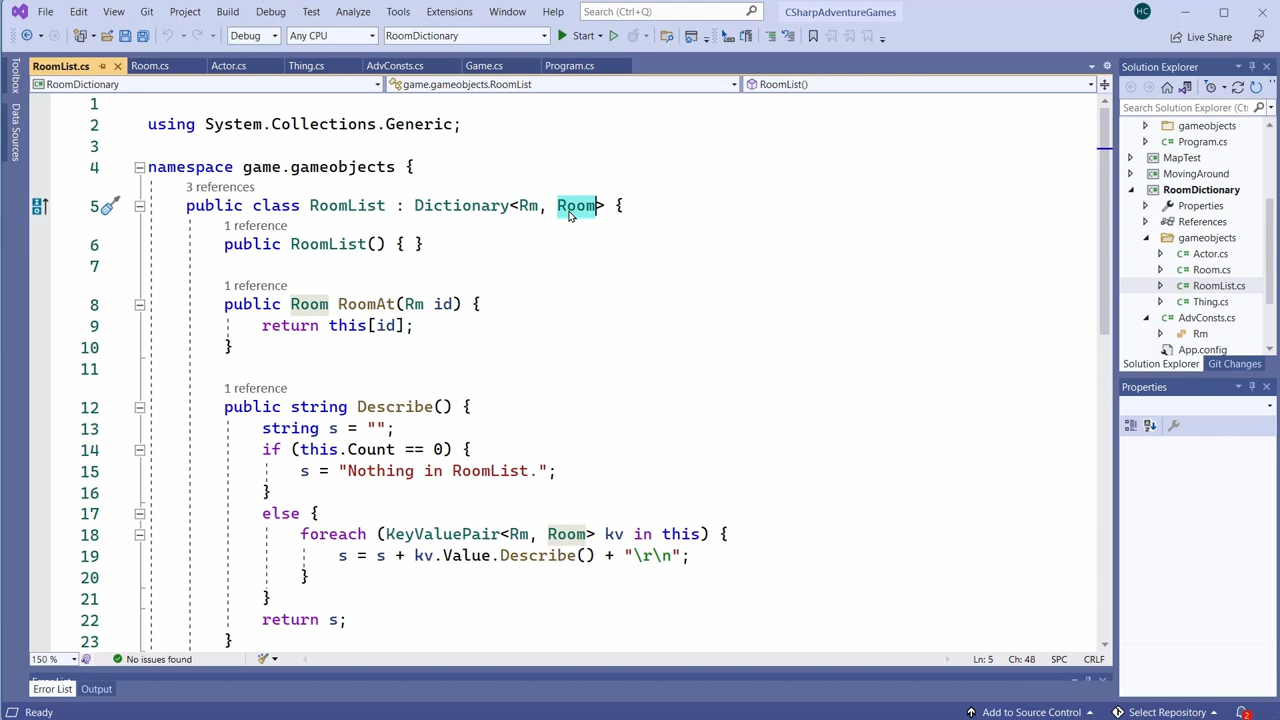 File Edit View Git Project Build Debug Test Analyze Tools Extensions Window Help Search (Ctrl+Q) CSharpAdventureGames HC
Debug Any CPU RoomDictionary Start Live Share
RoomList.cs Room.cs Actor.cs Thing.cs AdvConsts.cs Game.cs Program.cs
RoomDictionary game.gameobjects.RoomList RoomList()
Toolbox
Data Sources
1
2 using System.Collections.Generic;
3
4 namespace game.gameobjects {
3 references
5 public class RoomList : Dictionary<Rm, Room> {
1 reference
6 public RoomList() { }
7
1 reference
8 public Room RoomAt(Rm id) {
9 return this[id];
10 }
11
1 reference
12 public string Describe() {
13 string s = "";
14 if (this.Count == 0) {
15 s = "Nothing in RoomList.";
16 }
17 else {
18 foreach (KeyValuePair<Rm, Room> kv in this) {
19 s = s + kv.Value.Describe() + "\r\n";
20 }
21 }
22 return s;
23 }
150 % No issues found Ln: 5 Ch: 48 SPC CRLF
Error List Output
Ready Add to Source Control Select Repository 2
Solution Explorer
Search Solution Explorer (Ctrl
gameobjects
C# Program.cs
MapTest
MovingAround
RoomDictionary
Properties
References
gameobjects
C# Actor.cs
C# Room.cs
C# RoomList.cs
C# Thing.cs
C# AdvConsts.cs
Rm
App.config
Solution Explorer Git Changes
Properties